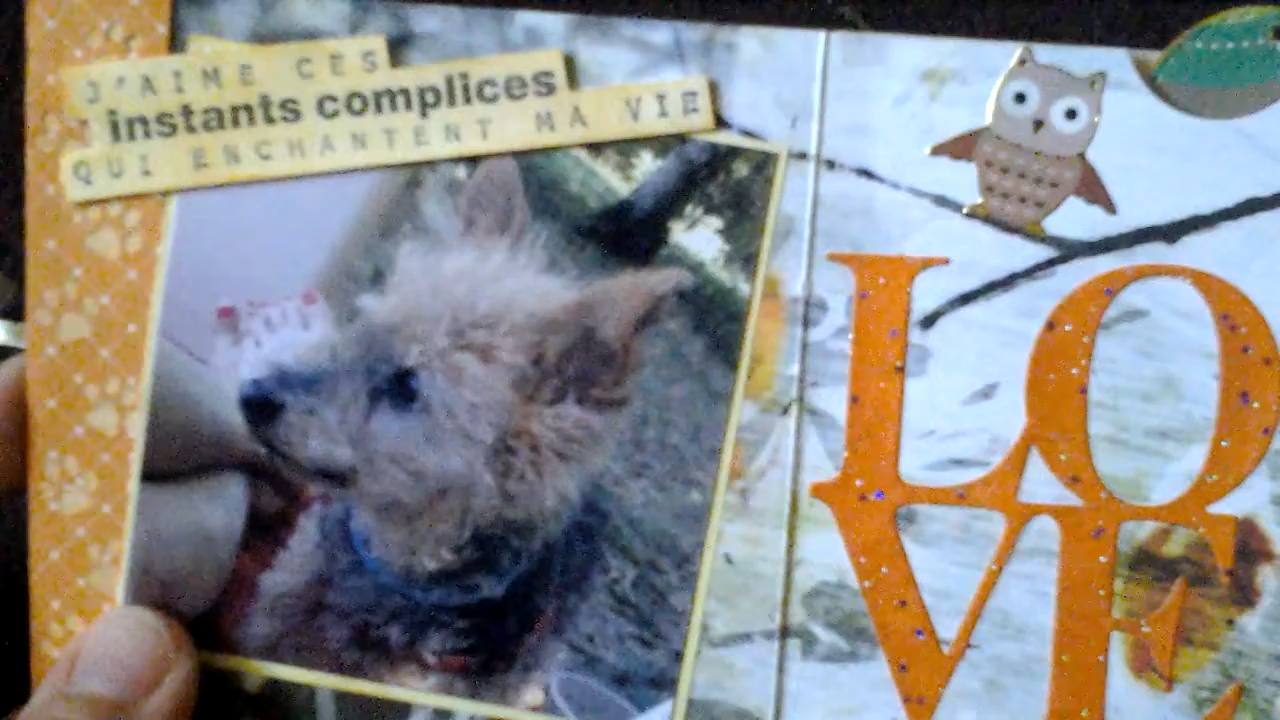 J'AIME CES
instants complices
QUI ENCHANTENT MA VIE
LO
VE